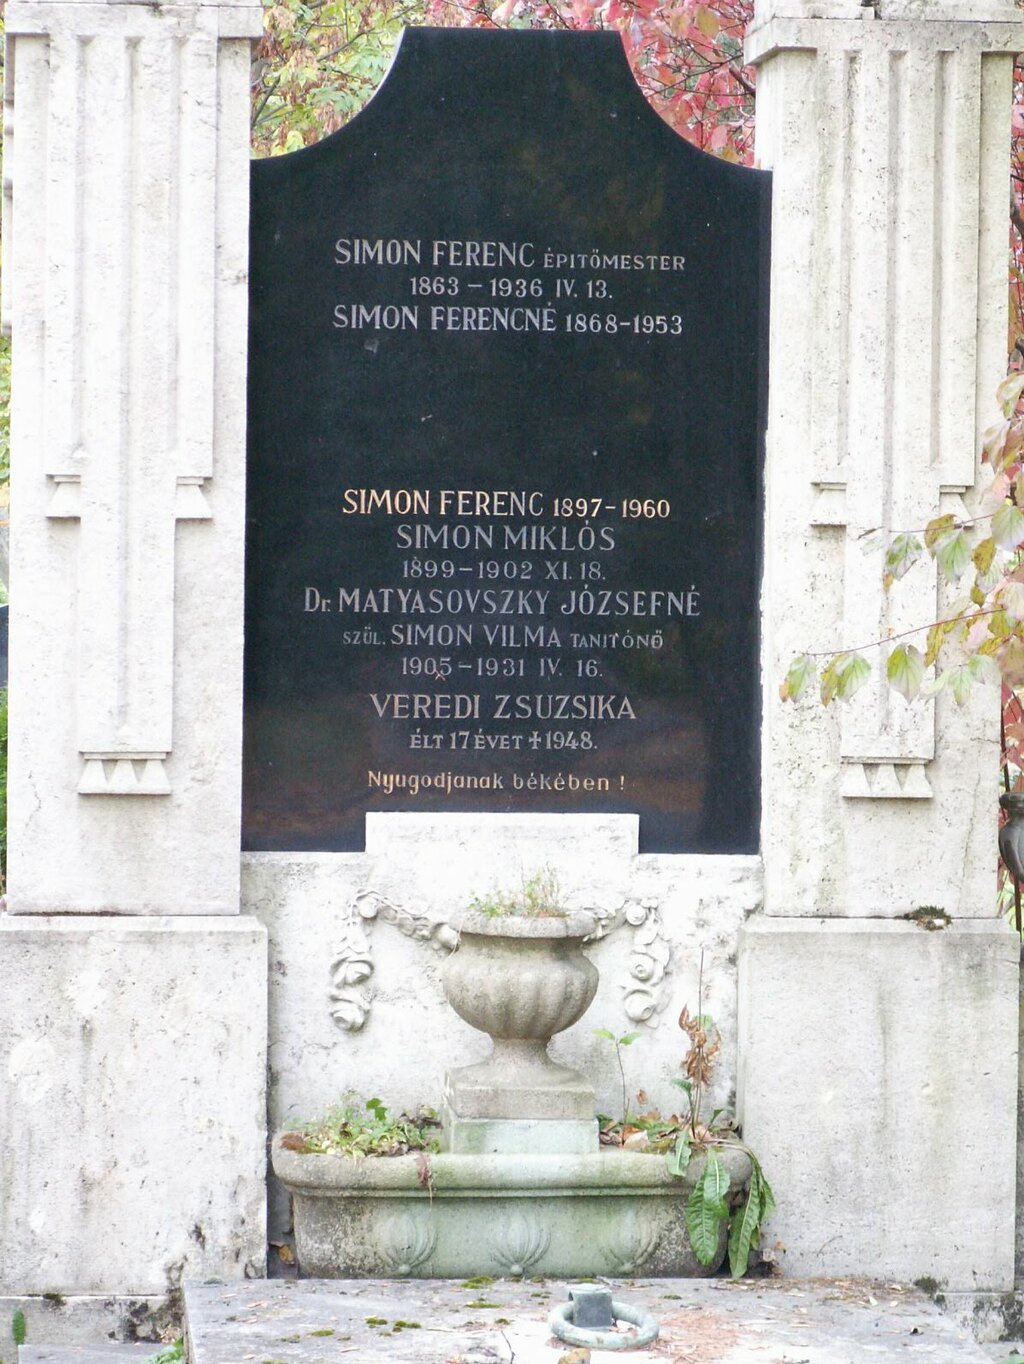 SIMON FERENC ÉPITŐMESTER
1863 – 1936 IV. 13.
SIMON FERENCNÉ 1868-1953
SIMON FERENC 1897-1960
SIMON MIKLÓS
1899 – 1902 XI. 18.
Dr. MATYASOVSZKY JÓZSEFNÉ
SZÜL. SIMON VILMA TANITÓNŐ
1905 – 1931 IV. 16.
VEREDI ZSUZSIKA
ÉLT 17 ÉVET ✝1948.
Nyugodjanak békében !